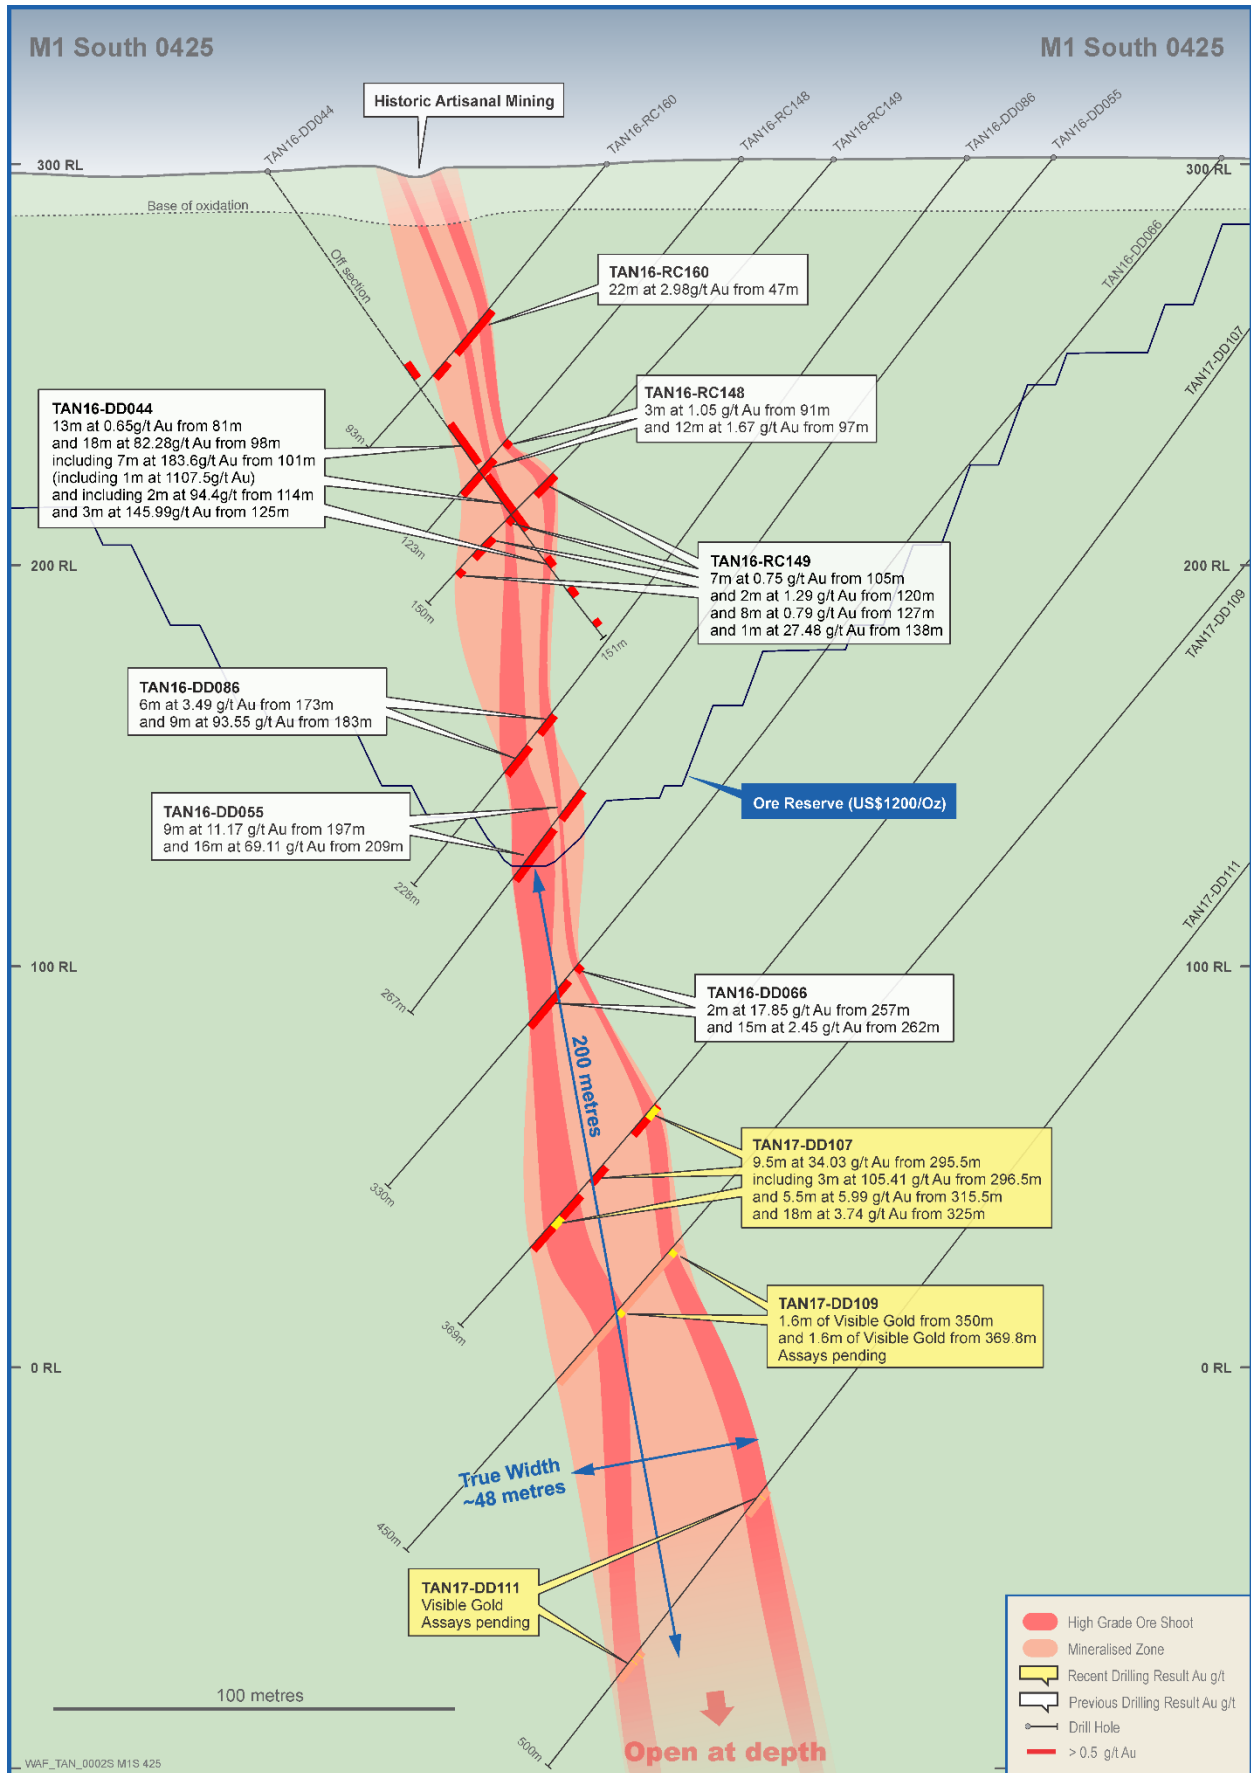 M1 South 0425
M1 South 0425
Historic Artisanal Mining
TAN16-DD044
TAN16-RC160
TAN16-RC148
TAN16-RC149
TAN16-DD086
TAN16-DD055
300 RL
300 RL
Base of oxidation
Off section
TAN16-DD066
TAN16-RC160
22m at 2.98g/t Au from 47m
TAN17-DD107
TAN16-RC148
3m at 1.05 g/t Au from 91m
and 12m at 1.67 g/t Au from 97m
TAN16-DD044
13m at 0.65g/t Au from 81m
and 18m at 82.28g/t Au from 98m
including 7m at 183.6g/t Au from 101m
(including 1m at 1107.5g/t Au)
and including 2m at 94.4g/t from 114m
and 3m at 145.99g/t Au from 125m
93m
123m
150m
151m
200 RL
200 RL
TAN16-RC149
7m at 0.75 g/t Au from 105m
and 2m at 1.29 g/t Au from 120m
and 8m at 0.79 g/t Au from 127m
and 1m at 27.48 g/t Au from 138m
TAN17-DD109
TAN16-DD086
6m at 3.49 g/t Au from 173m
and 9m at 93.55 g/t Au from 183m
Ore Reserve (US$1200/Oz)
TAN16-DD055
9m at 11.17 g/t Au from 197m
and 16m at 69.11 g/t Au from 209m
228m
TAN17-DD111
100 RL
100 RL
267m
TAN16-DD066
2m at 17.85 g/t Au from 257m
and 15m at 2.45 g/t Au from 262m
200 metres
330m
TAN17-DD107
9.5m at 34.03 g/t Au from 295.5m
including 3m at 105.41 g/t Au from 296.5m
and 5.5m at 5.99 g/t Au from 315.5m
and 18m at 3.74 g/t Au from 325m
369m
TAN17-DD109
1.6m of Visible Gold from 350m
and 1.6m of Visible Gold from 369.8m
Assays pending
0 RL
0 RL
True Width
~48 metres
450m
TAN17-DD111
Visible Gold
Assays pending
100 metres
500m
Open at depth
High Grade Ore Shoot
Mineralised Zone
Recent Drilling Result Au g/t
Previous Drilling Result Au g/t
Drill Hole
> 0.5 g/t Au
WAF_TAN_0002S M1S 425